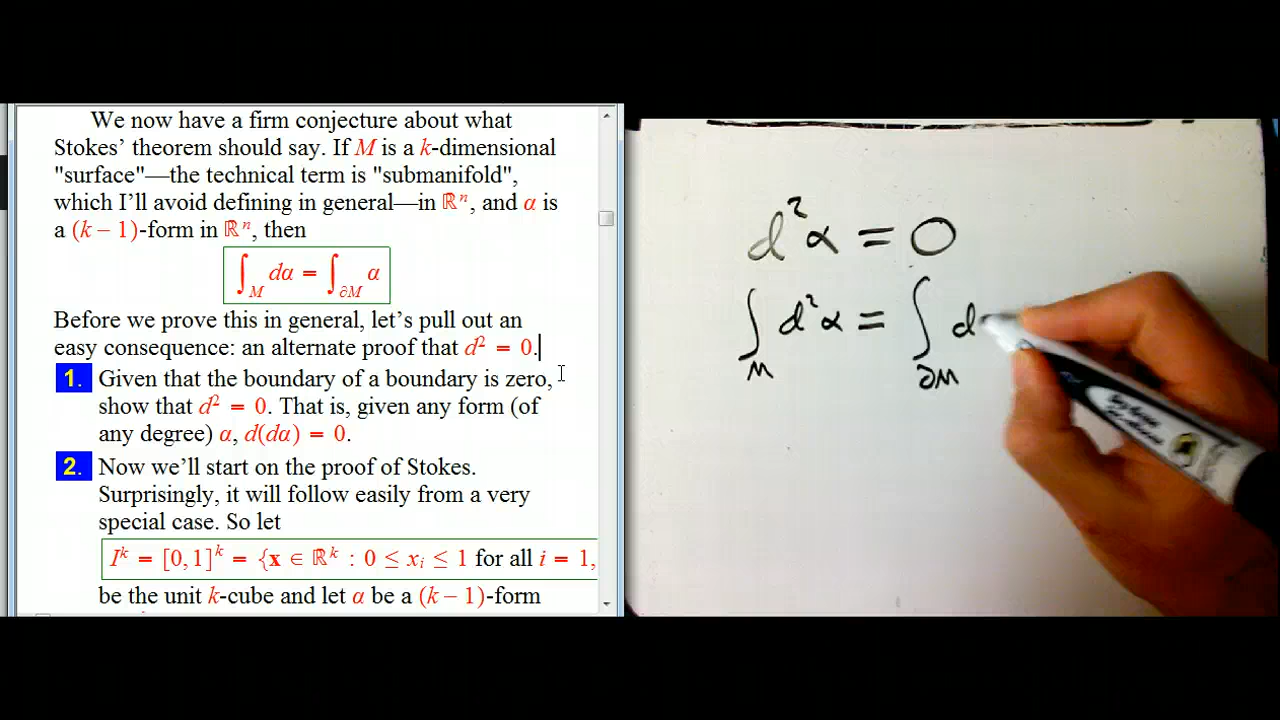 We now have a firm conjecture about what
Stokes’ theorem should say. If M is a k-dimensional
"surface"—the technical term is "submanifold",
which I’ll avoid defining in general—in ℝⁿ, and α is
a (k − 1)-form in ℝⁿ, then
∫_M dα = ∫_∂M α
Before we prove this in general, let’s pull out an
easy consequence: an alternate proof that d² = 0.
1. Given that the boundary of a boundary is zero,
show that d² = 0. That is, given any form (of
any degree) α, d(dα) = 0.
2. Now we’ll start on the proof of Stokes.
Surprisingly, it will follow easily from a very
special case. So let
Iᵏ = [0, 1]ᵏ = {x ∈ ℝᵏ : 0 ≤ xᵢ ≤ 1 for all i = 1,
be the unit k-cube and let α be a (k − 1)-form
d²α = 0
∫_M d²α = ∫_∂M d